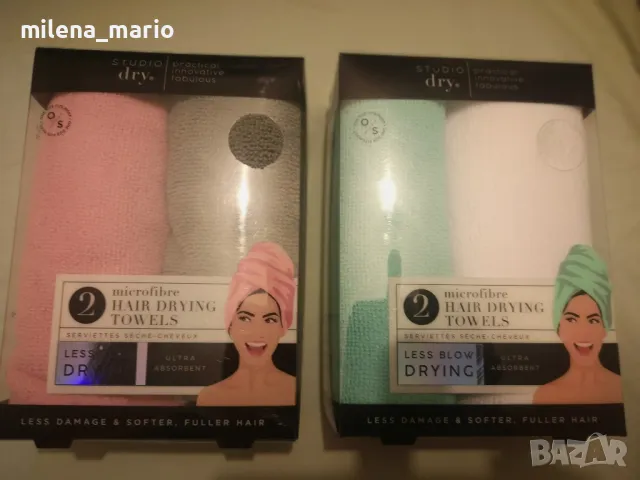 milena_mario
STUDIO
dry.
practical
innovative
fabulous
O/S
2
microfibre
HAIR DRYING
TOWELS
SERVIETTES SÈCHE-CHEVEUX
LESS
DRY
ULTRA
ABSORBENT
LESS DAMAGE & SOFTER, FULLER HAIR
STUDIO
dry.
practical
innovative
fabulous
O/S
2
microfibre
HAIR DRYING
TOWELS
SERVIETTES SÈCHE-CHEVEUX
LESS BLOW
DRYING
ULTRA
ABSORBENT
LESS DAMAGE & SOFTER, FULLER HAIR
BAZAR